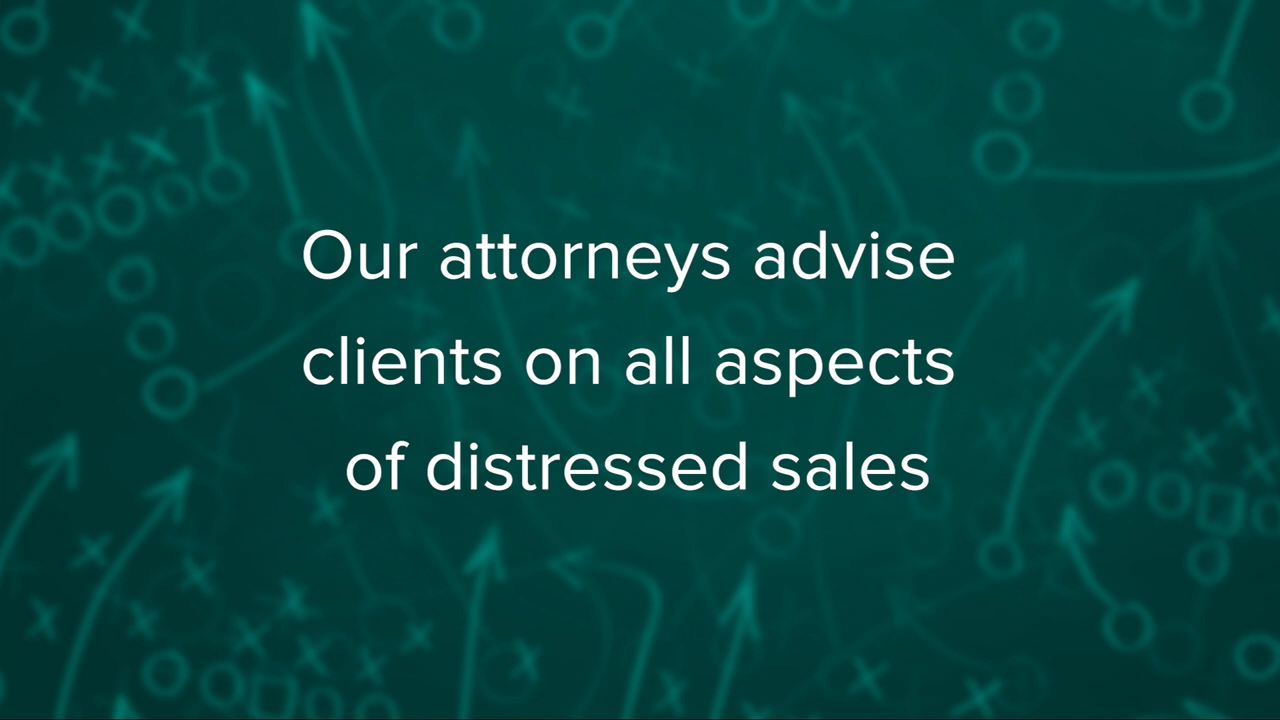 Our attorneys advise
clients on all aspects
of distressed sales